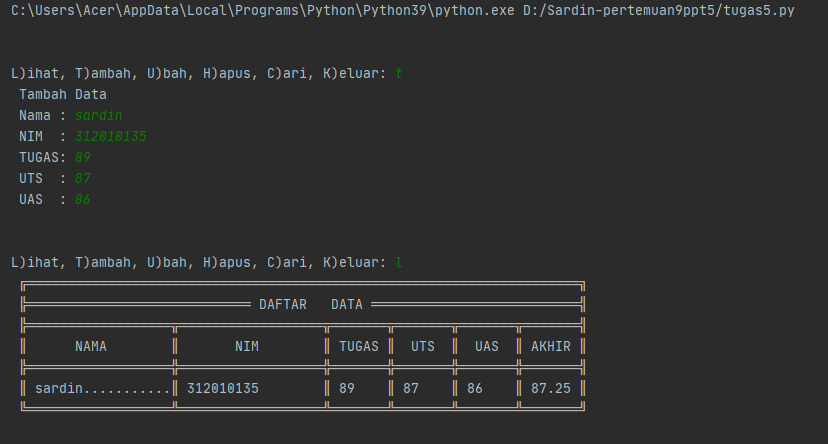 C:\Users\Acer\AppData\Local\Programs\Python\Python39\python.exe D:/Sardin-pertemuan9ppt5/tugas5.py
L)ihat, T)ambah, U)bah, H)apus, C)ari, K)eluar: t
Tambah Data
Nama : sardin
NIM  : 312010135
TUGAS: 89
UTS  : 87
UAS  : 86
L)ihat, T)ambah, U)bah, H)apus, C)ari, K)eluar: l
DAFTAR   DATA
NAMA NIM TUGAS UTS UAS AKHIR
sardin........... 312010135 89 87 86 87.25